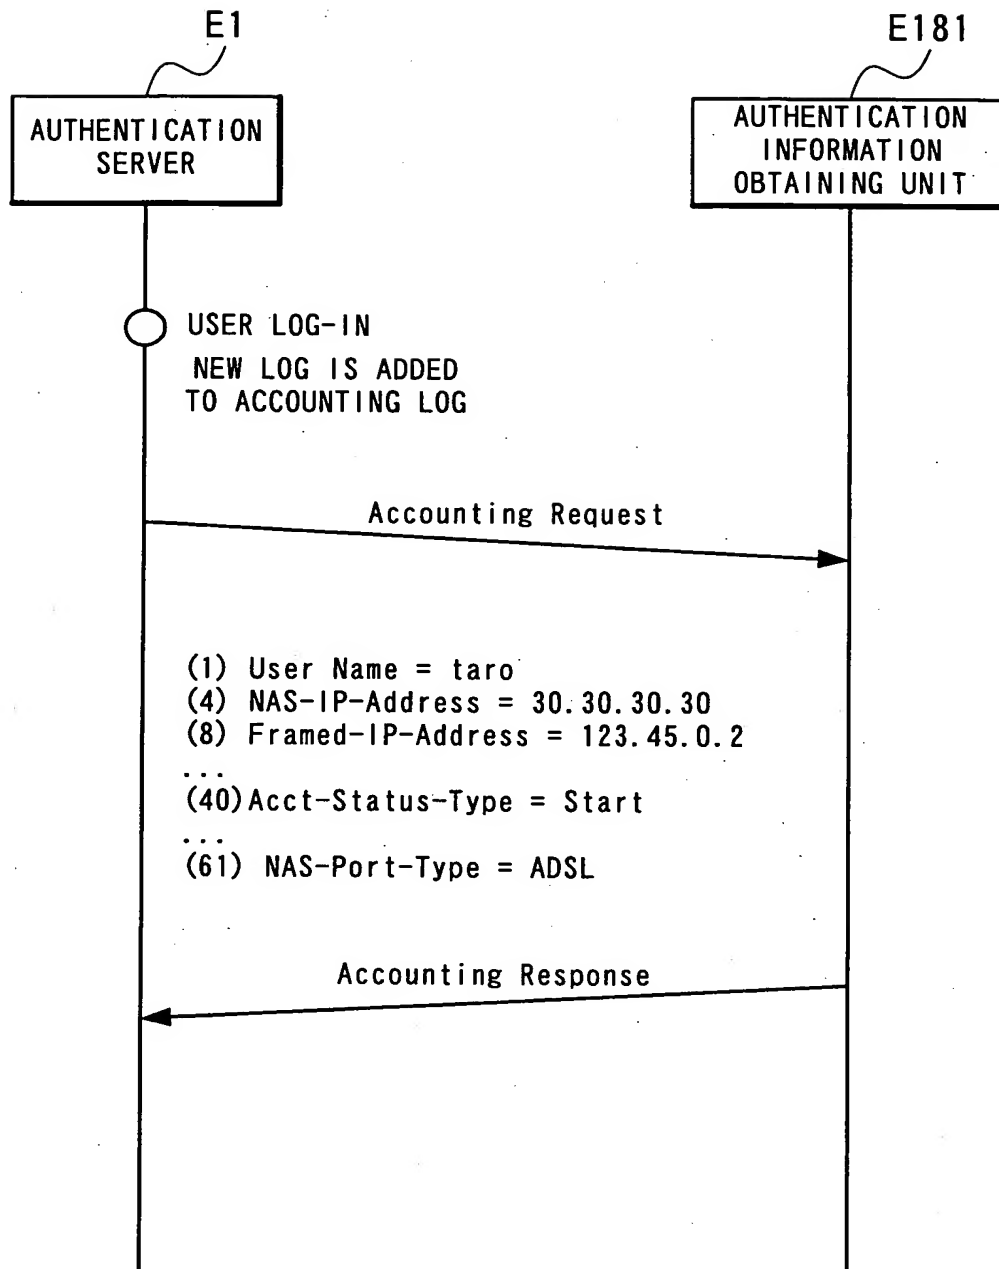 E1
E181
AUTHENTICATION
SERVER
AUTHENTICATION
INFORMATION
OBTAINING UNIT
USER LOG-IN
NEW LOG IS ADDED
TO ACCOUNTING LOG
Accounting Request
(1) User Name = taro
(4) NAS-IP-Address = 30.30.30.30
(8) Framed-IP-Address = 123.45.0.2
...
(40)Acct-Status-Type = Start
...
(61) NAS-Port-Type = ADSL
Accounting Response